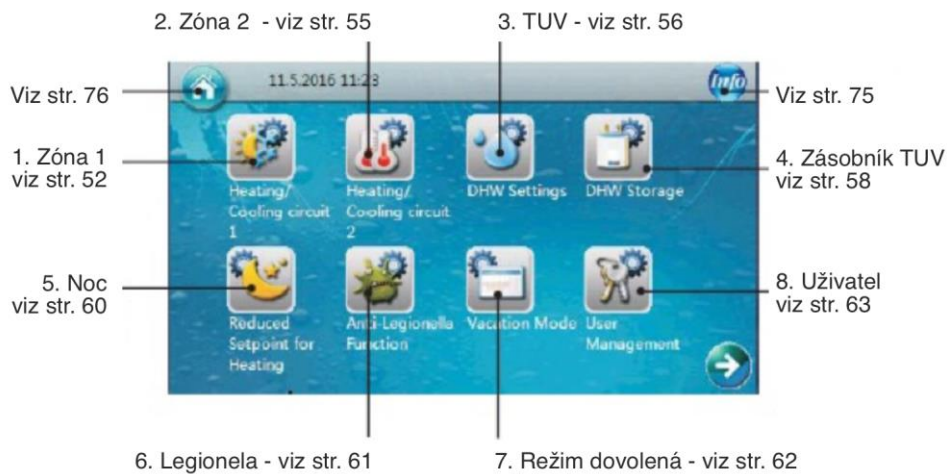 2. Zóna 2 - viz str. 55
3. TUV - viz str. 56
11.5.2016 11:23
Info
Viz str. 76
Viz str. 75
1. Zóna 1
viz str. 52
4. Zásobník TUV
viz str. 58
Heating/
Cooling circuit
1
Heating/
Cooling circuit
2
DHW Settings
DHW Storage
5. Noc
viz str. 60
8. Uživatel
viz str. 63
Reduced
Setpoint for
Heating
Anti-Legionella
Function
Vacation Mode
User
Management
6. Legionela - viz str. 61
7. Režim dovolená - viz str. 62